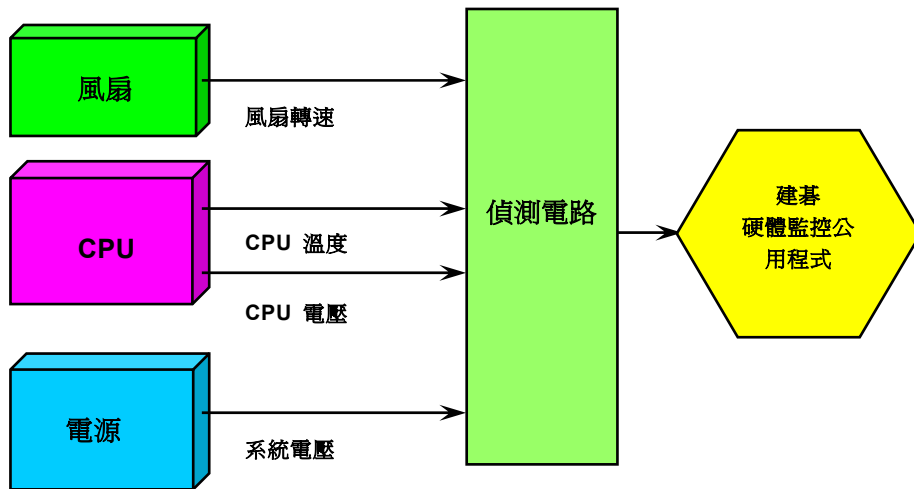 風扇
風扇轉速
CPU
CPU 溫度
CPU 電壓
電源
系統電壓
偵測電路
建碁
硬體監控公
用程式